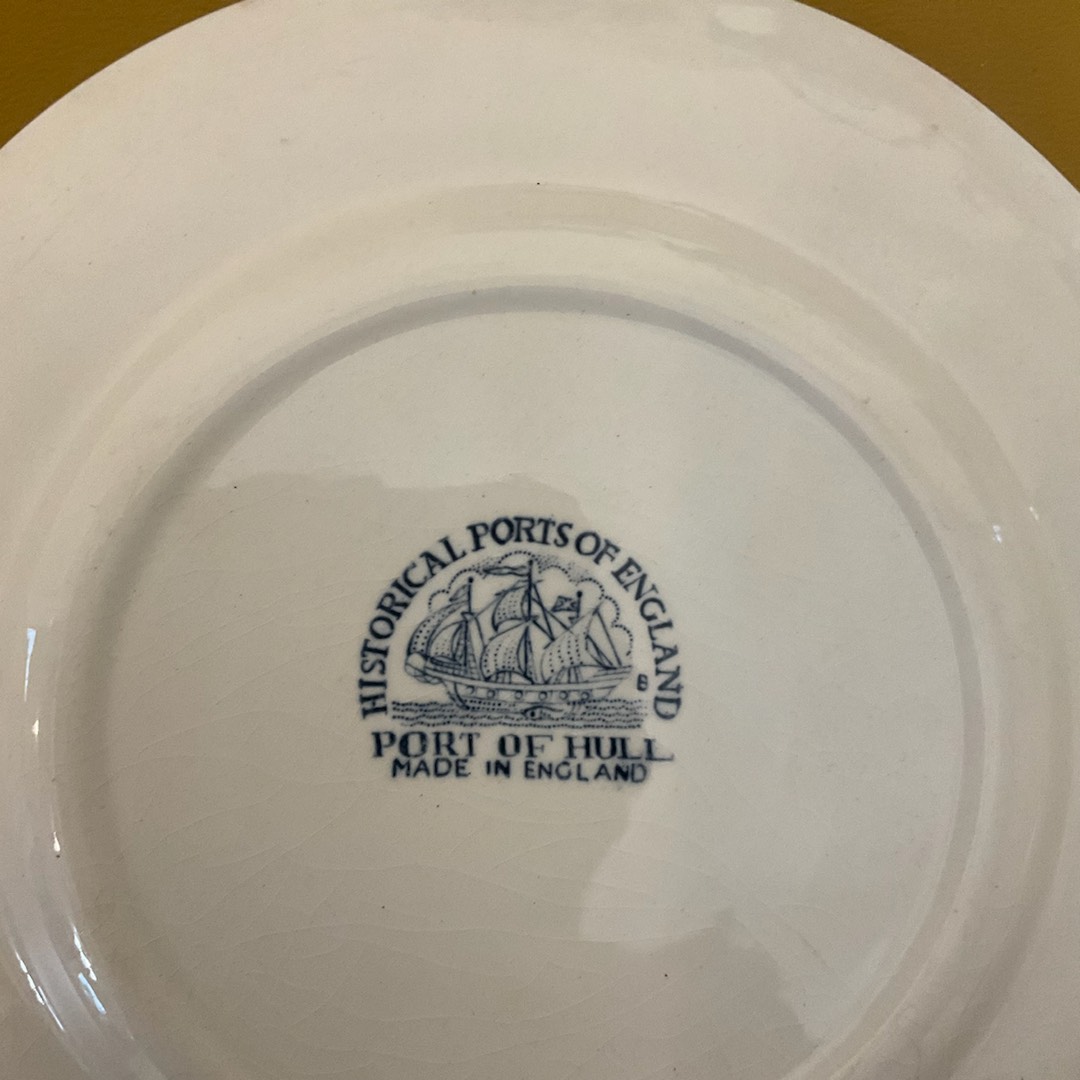 HISTORICAL PORTS OF ENGLAND
B
PORT OF HULL
MADE IN ENGLAND